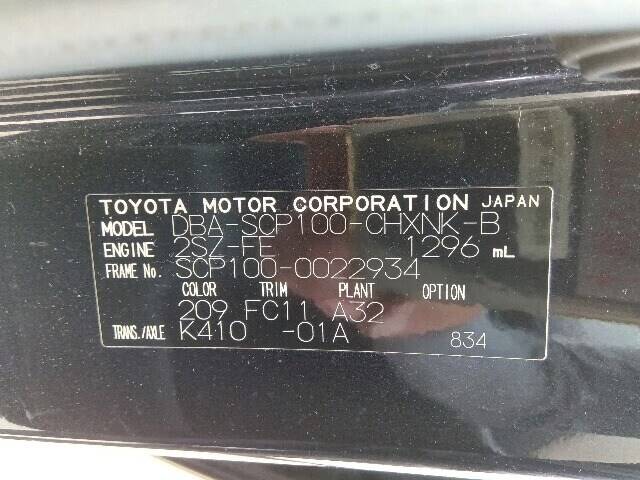 TOYOTA MOTOR CORPORATION JAPAN
MODEL DBA-SCP100-CHXNK-B
ENGINE 2SZ-FE 1296 mL
FRAME No. SCP100-0022934
COLOR TRIM PLANT OPTION
209 FC11 A32
TRANS./AXLE K410 -01A 834